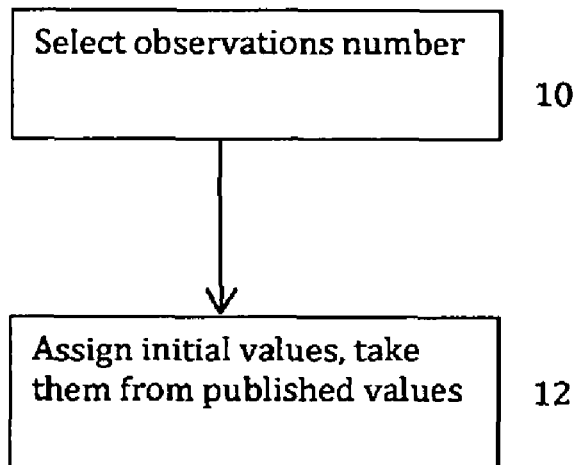 Select observations number
10
Assign initial values, take
them from published values
12